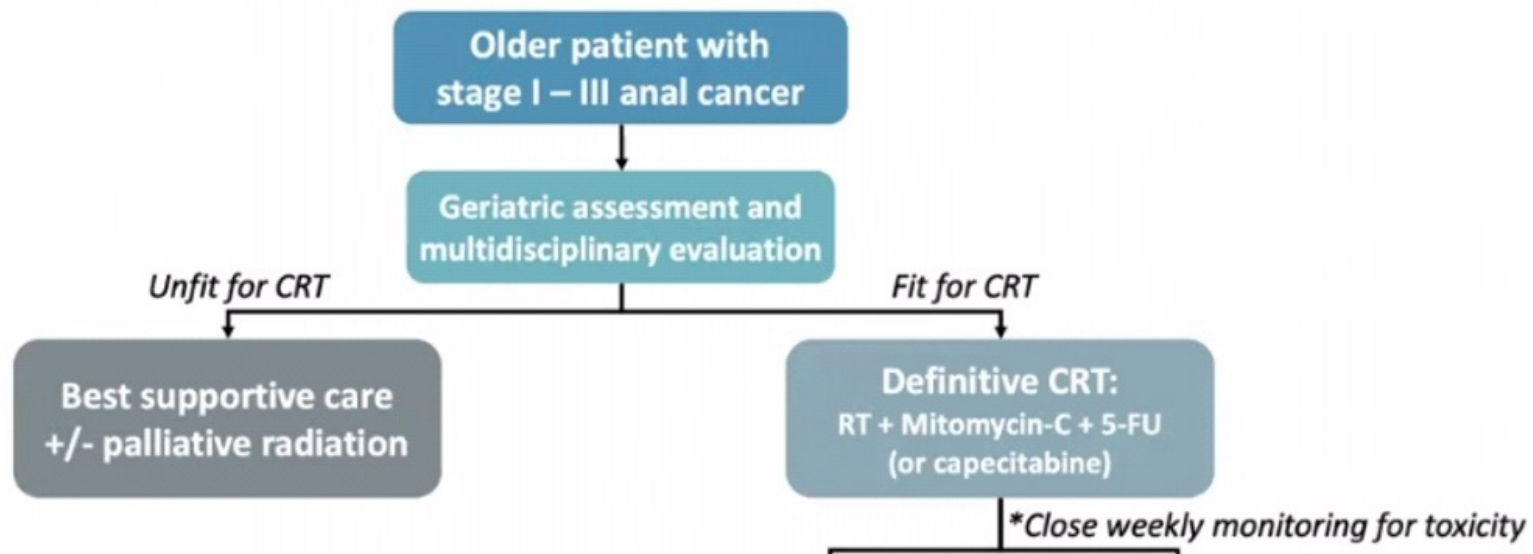 Older patient with
stage I – III anal cancer
Geriatric assessment and
multidisciplinary evaluation
Unfit for CRT
Fit for CRT
Best supportive care
+/- palliative radiation
Definitive CRT:
RT + Mitomycin-C + 5-FU
(or capecitabine)
*Close weekly monitoring for toxicity